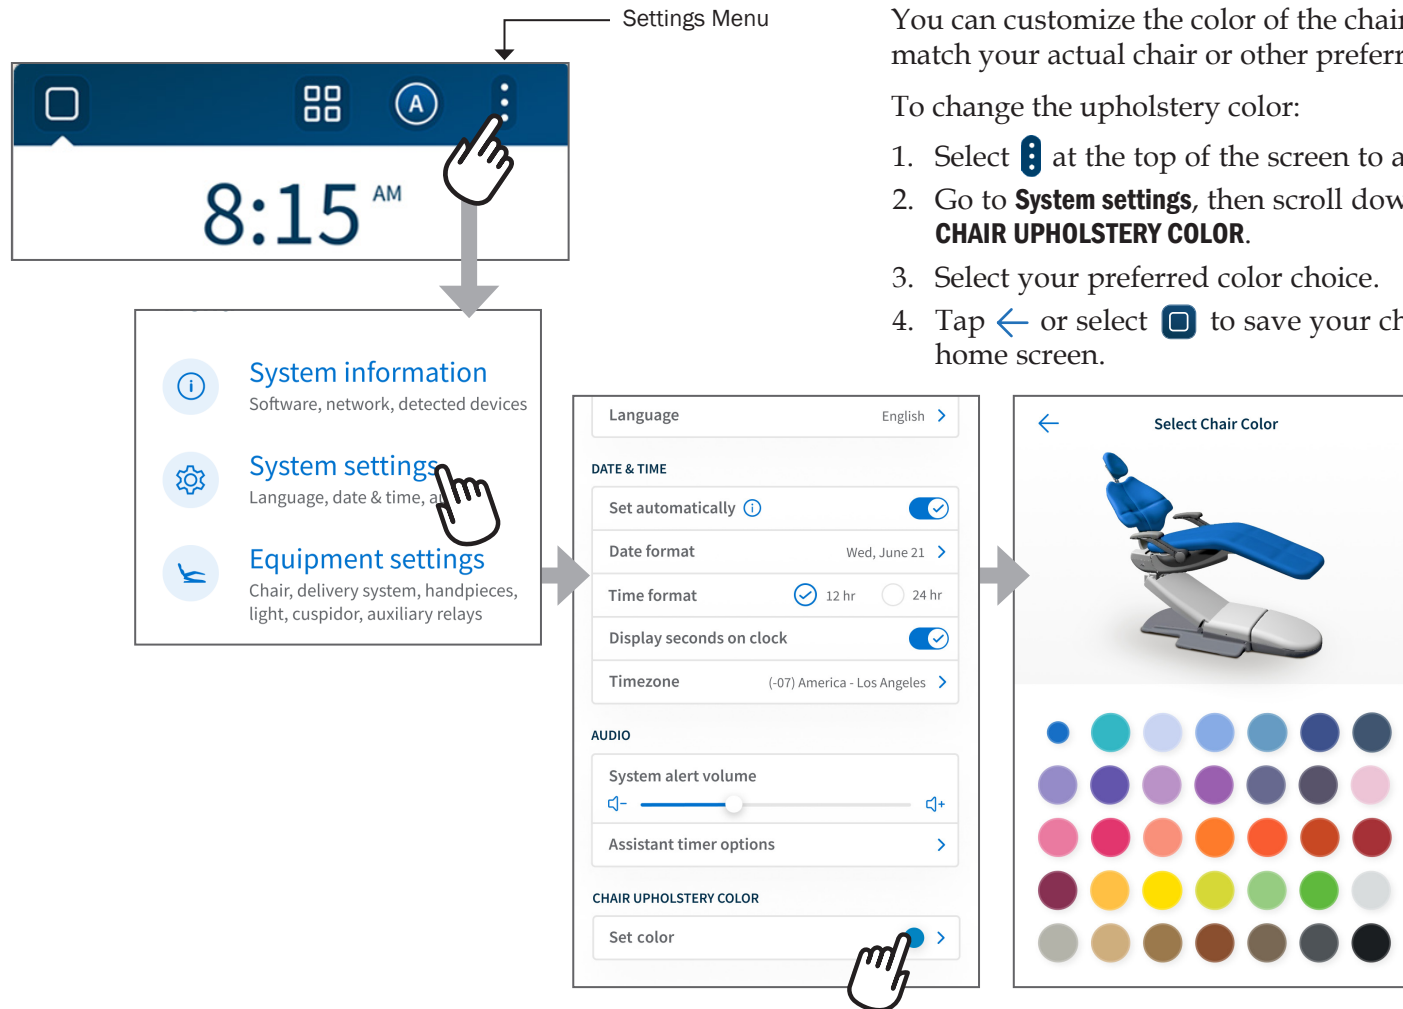 Settings Menu
You can customize the color of the chair
match your actual chair or other preferr
To change the upholstery color:
1. Select at the top of the screen to a
2. Go to System settings, then scroll dow
CHAIR UPHOLSTERY COLOR.
3. Select your preferred color choice.
4. Tap or select to save your ch
home screen.
A
8:15 AM
System information
Software, network, detected devices
System settings
Language, date & time, a
Equipment settings
Chair, delivery system, handpieces,
light, cuspidor, auxiliary relays
Language English
DATE & TIME
Set automatically
Date format Wed, June 21
Time format 12 hr 24 hr
Display seconds on clock
Timezone (-07) America - Los Angeles
AUDIO
System alert volume
Assistant timer options
CHAIR UPHOLSTERY COLOR
Set color
Select Chair Color